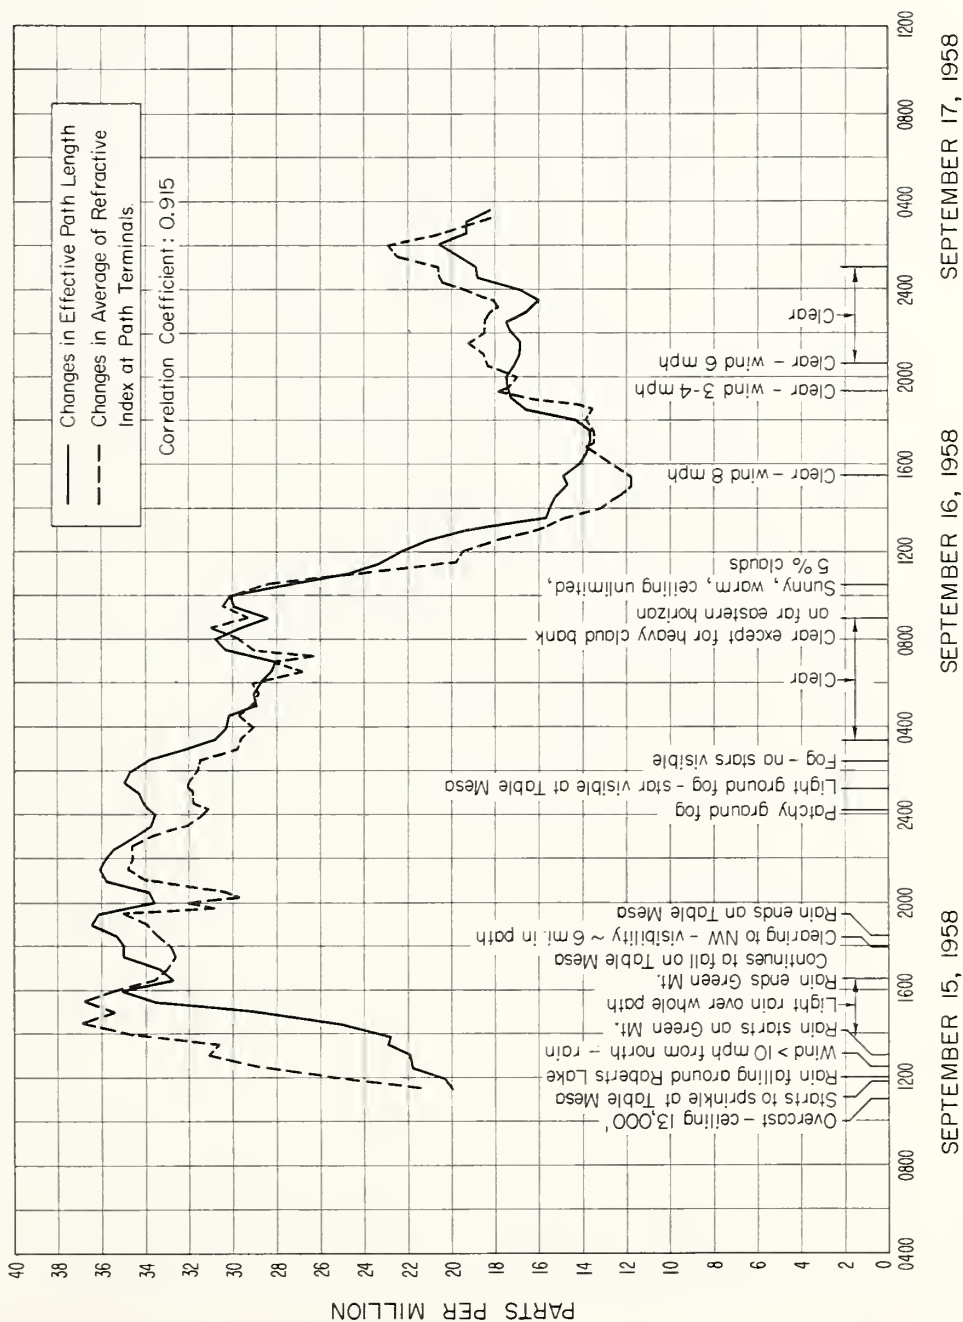 Changes in Effective Path Length
Changes in Average of Refractive
Index at Path Terminals.
Correlation Coefficient: 0.915
PARTS PER MILLION
40
38
36
34
32
30
28
26
24
22
20
18
16
14
12
10
8
6
4
2
0
Overcast – ceiling 13,000'
Starts to sprinkle at Table Mesa
Rain falling around Roberts Lake
Wind > 10 mph from north – rain
Rain starts on Green Mt.
Light rain over whole path
Rain ends Green Mt.
Continues to fall on Table Mesa
Clearing to NW – visibility ~ 6 mi. in path
Rain ends on Table Mesa
Patchy ground fog
Light ground fog – star visible at Table Mesa
Fog – no stars visible
Clear
Clear except for heavy cloud bank
on far eastern horizon
Sunny, warm, ceiling unlimited,
5% clouds
Clear – wind 8 mph
Clear – wind 3-4 mph
Clear – wind 6 mph
Clear
0400
0800
1200
1600
2000
2400
0400
0800
1200
1600
2000
2400
0400
0800
1200
SEPTEMBER 15, 1958
SEPTEMBER 16, 1958
SEPTEMBER 17, 1958